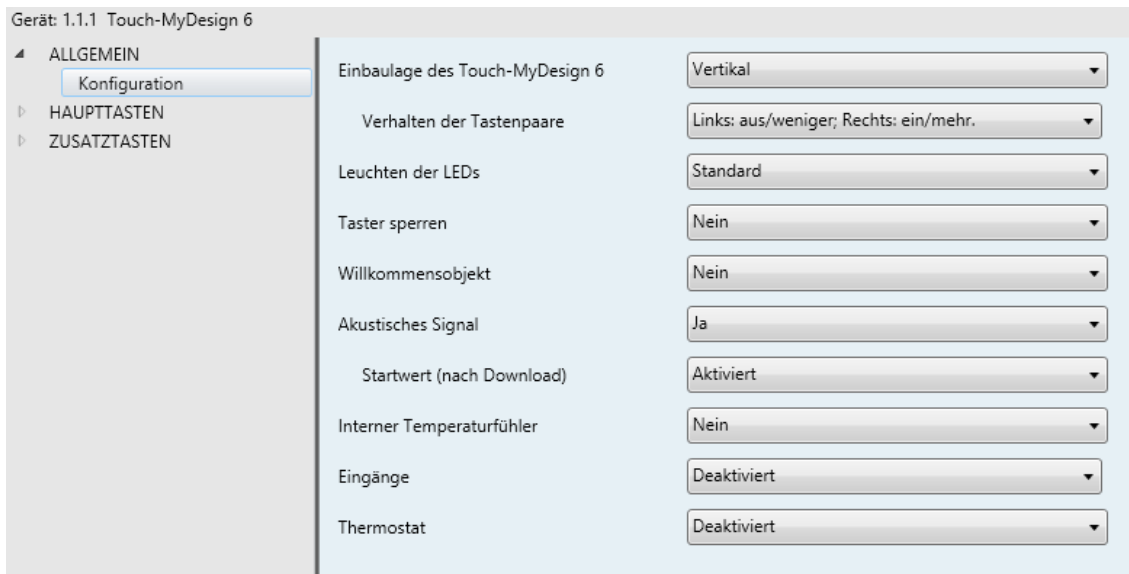 Gerät: 1.1.1 Touch-MyDesign 6
ALLGEMEIN
Konfiguration
HAUPTTASTEN
ZUSATZTASTEN
Einbaulage des Touch-MyDesign 6 Vertikal
Verhalten der Tastenpaare Links: aus/weniger; Rechts: ein/mehr.
Leuchten der LEDs Standard
Taster sperren Nein
Willkommensobjekt Nein
Akustisches Signal Ja
Startwert (nach Download) Aktiviert
Interner Temperaturfühler Nein
Eingänge Deaktiviert
Thermostat Deaktiviert